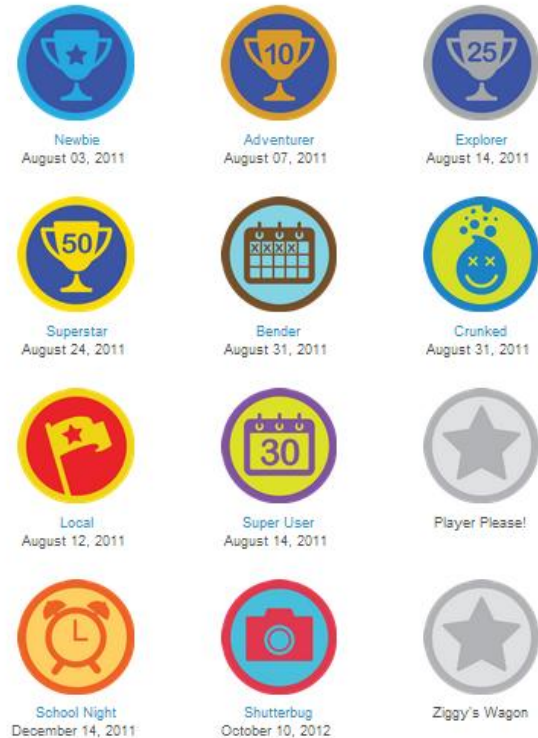 10
25
Newbie
Adventurer
Explorer
August 03, 2011
August 07, 2011
August 14, 2011
50
XXXX
Superstar
Bender
Crunked
August 24, 2011
August 31, 2011
August 31, 2011
30
Local
Super User
Player Please!
August 12, 2011
August 14, 2011
School Night
Shutterbug
Ziggy's Wagon
December 14, 2011
October 10, 2012